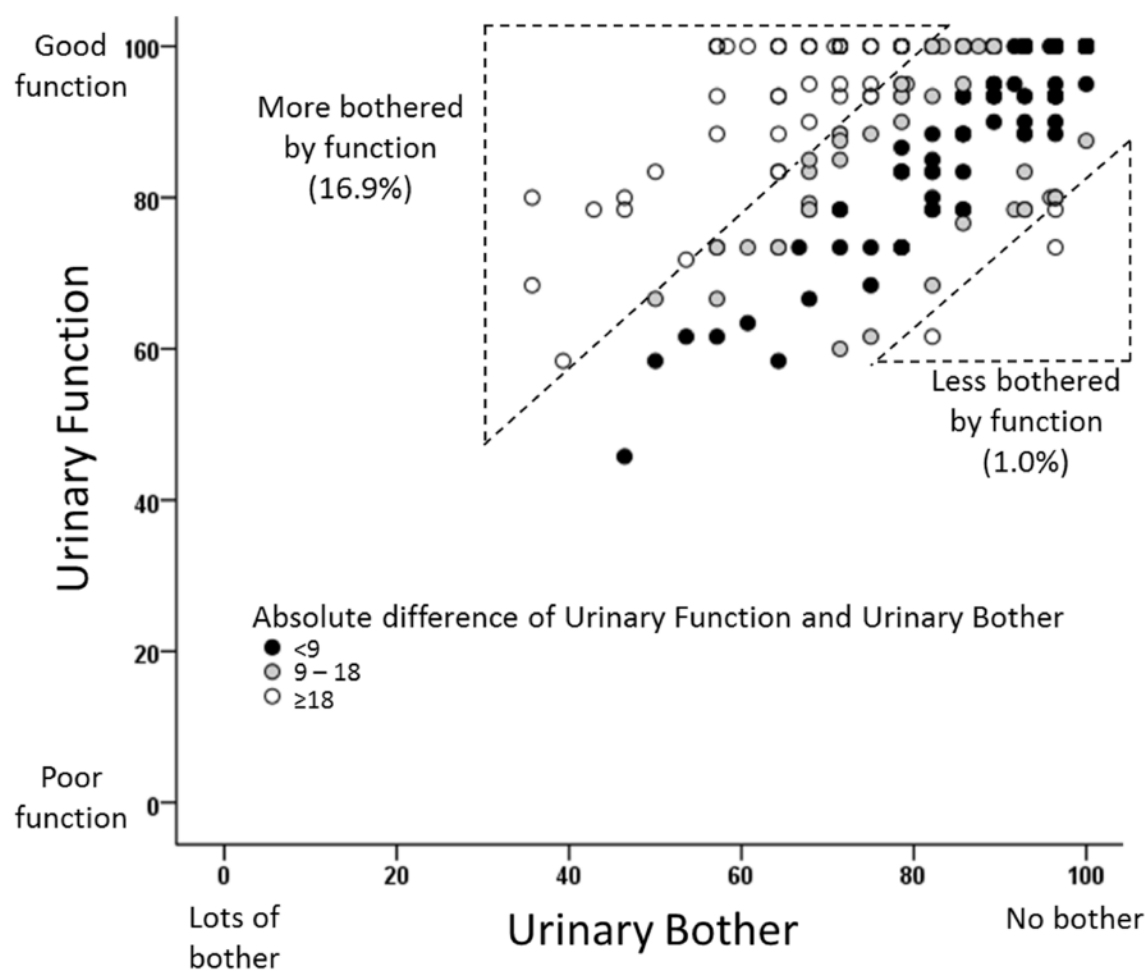 Good
function
100
More bothered
by function
(16.9%)
80
Urinary Function
60
Less bothered
by function
(1.0%)
40
Absolute difference of Urinary Function and Urinary Bother
<9
9 – 18
≥18
20
Poor
function
0
0 20 40 60 80 100
Lots of
bother
Urinary Bother
No bother